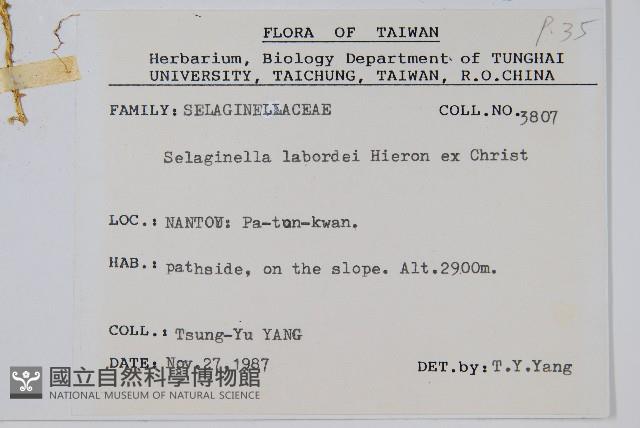 P.35
FLORA OF TAIWAN
Herbarium, Biology Department of TUNGHAI
UNIVERSITY, TAICHUNG, TAIWAN, R.O.CHINA
FAMILY: SELAGINELLACEAE COLL.NO.3807
Selaginella labordei Hieron ex Christ
LOC.: NANTOU: Pa-tun-kwan.
HAB.: pathside, on the slope. Alt.2900m.
COLL.: Tsung-Yu YANG
DATE: Nov.27,1987 DET.by: T.Y.Yang
國立自然科學博物館
NATIONAL MUSEUM OF NATURAL SCIENCE